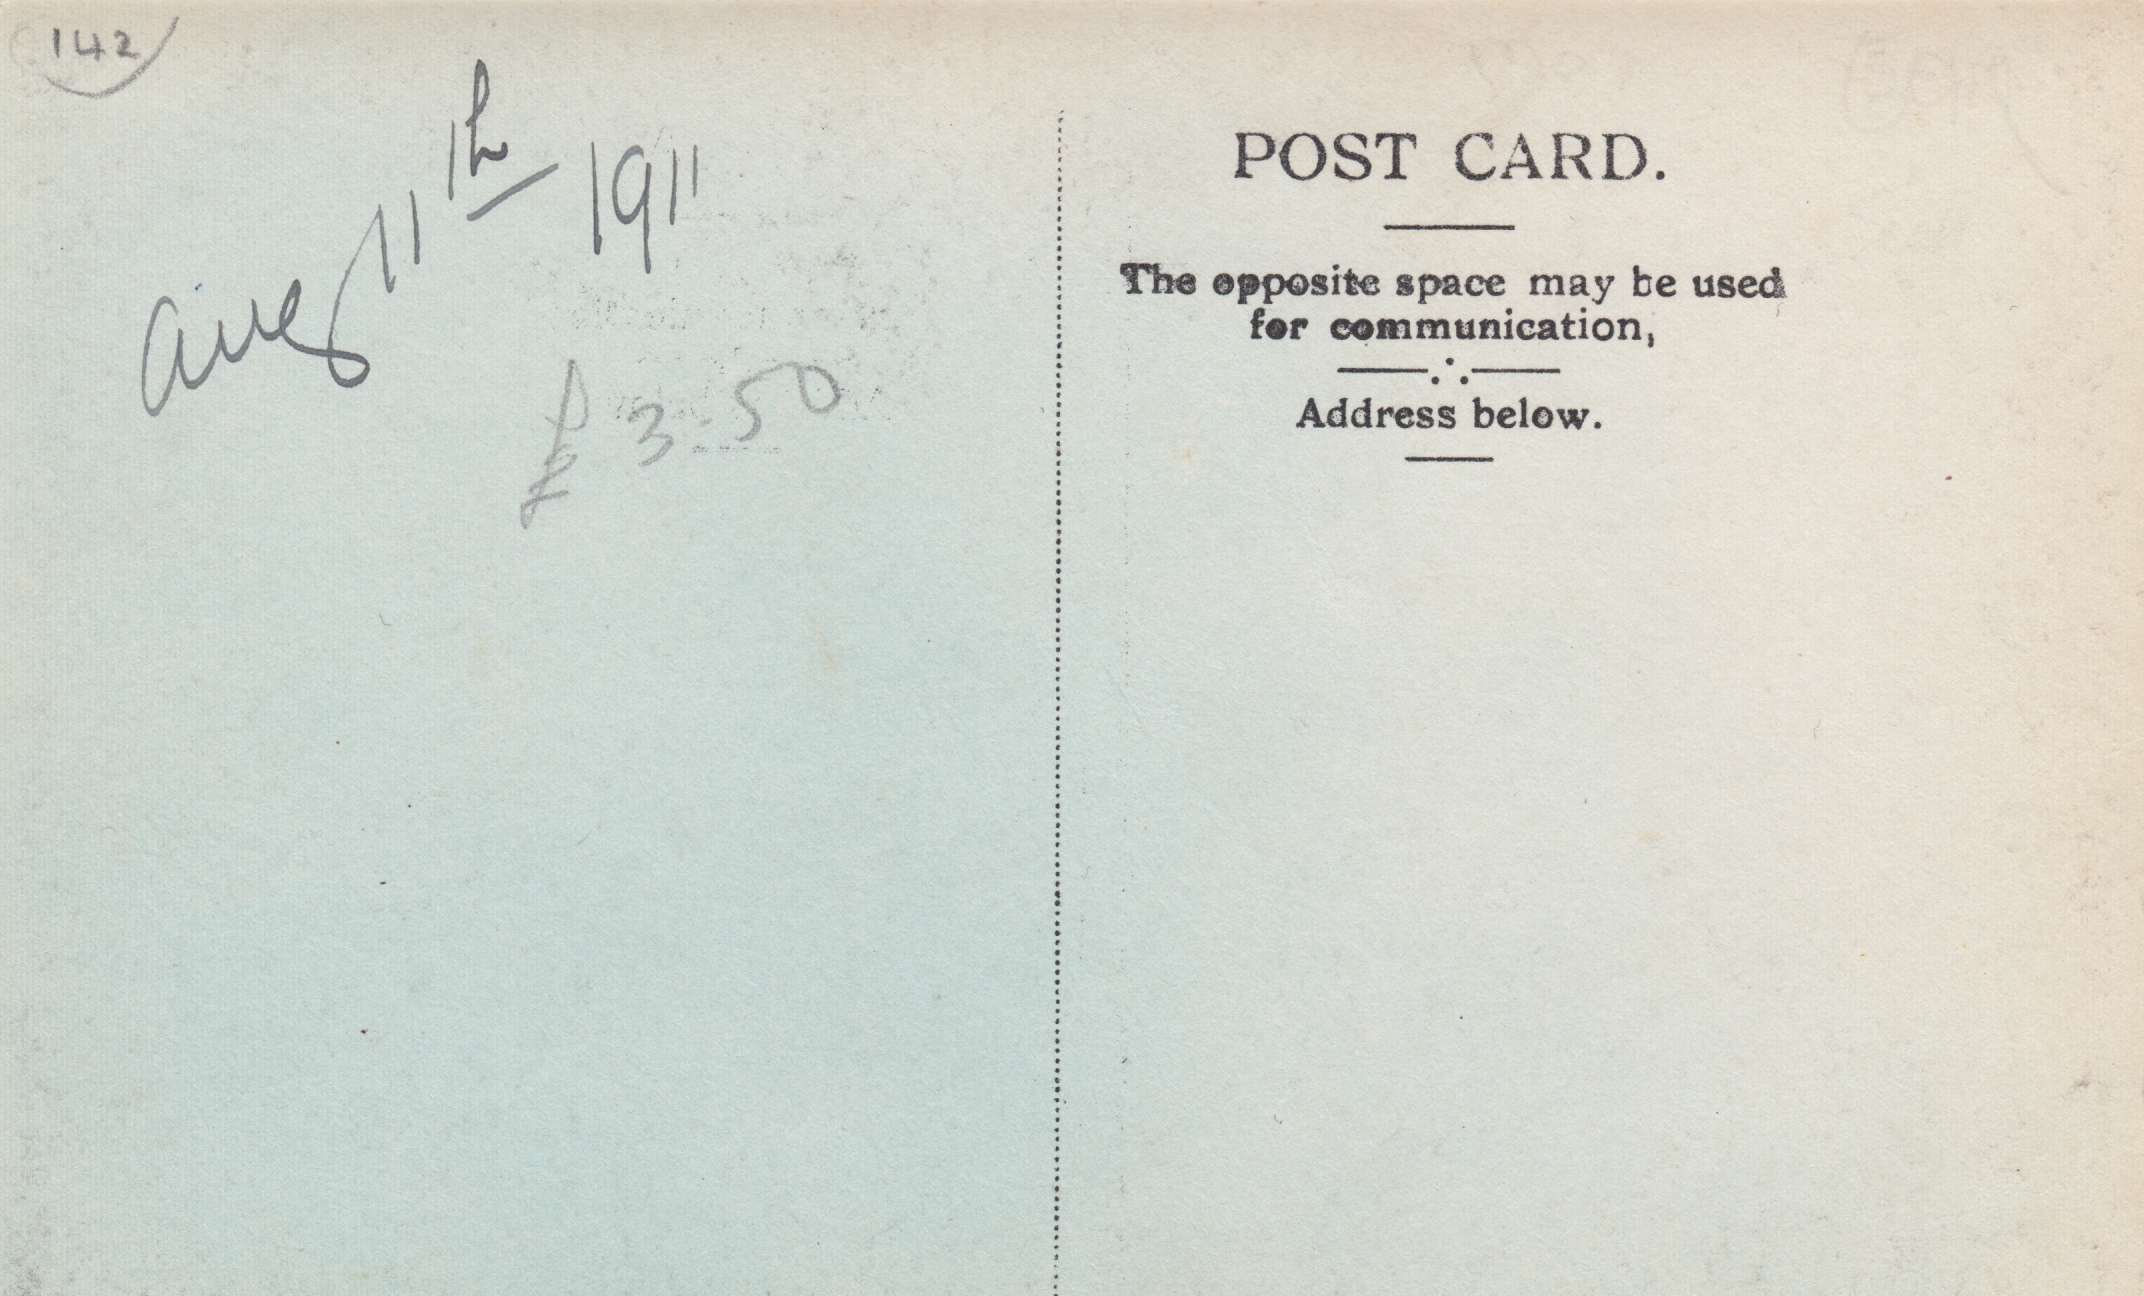 142
Aug 11th 1911
£3.50
POST CARD.
The opposite space may be used
for communication,
Address below.